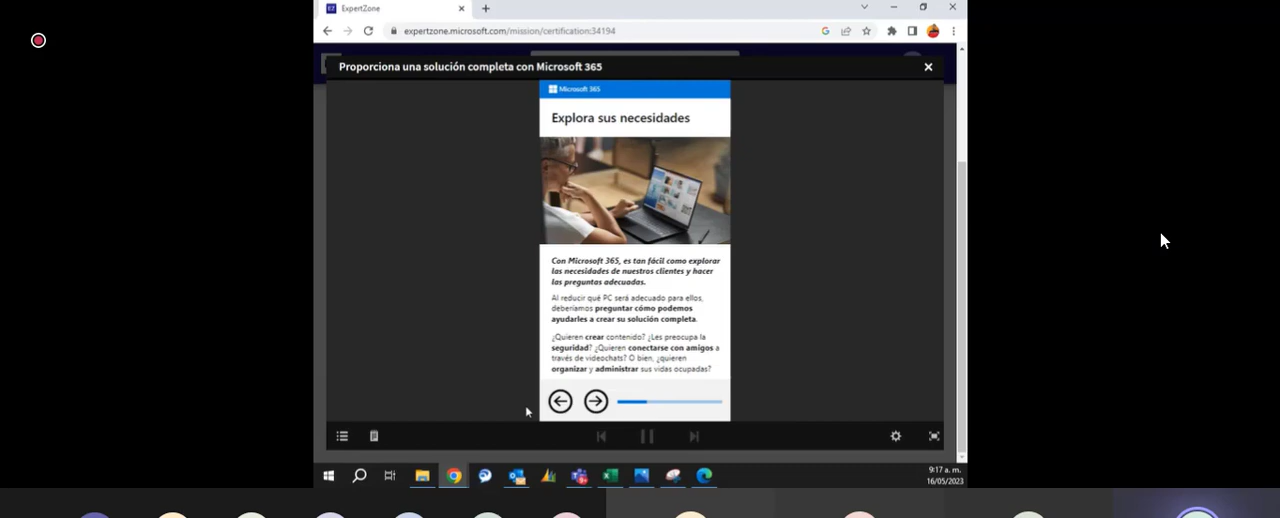 ExpertZone
expertzone.microsoft.com/mission/certification:34194
Proporciona una solución completa con Microsoft 365
Microsoft 365
Explora sus necesidades
Con Microsoft 365, es tan fácil como explorar
las necesidades de nuestros clientes y hacer
las preguntas adecuadas.
Al reducir qué PC será adecuado para ellos,
deberíamos preguntar cómo podemos
ayudarles a crear su solución completa.
¿Quieren crear contenido? ¿Les preocupa la
seguridad? ¿Quieren conectarse con amigos a
través de videochats? O bien, ¿quieren
organizar y administrar sus vidas ocupadas?
9:17 a. m.
16/05/2023